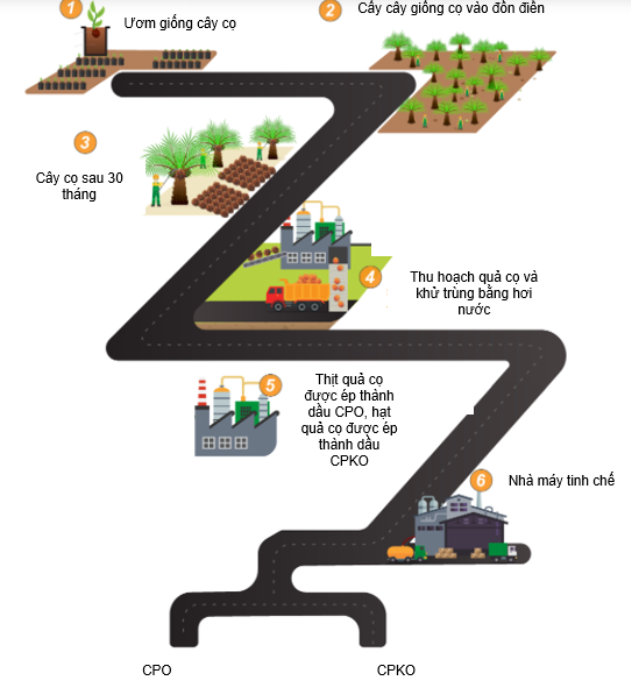 1
Ươm giống cây cọ
2
Cấy cây giống cọ vào đồn điền
3
Cây cọ sau 30
tháng
4
Thu hoạch quả cọ và
khử trùng bằng hơi
nước
5
Thịt quả cọ
được ép thành
dầu CPO, hạt
quả cọ được ép
thành dầu
CPKO
6
Nhà máy tinh chế
CPO
CPKO